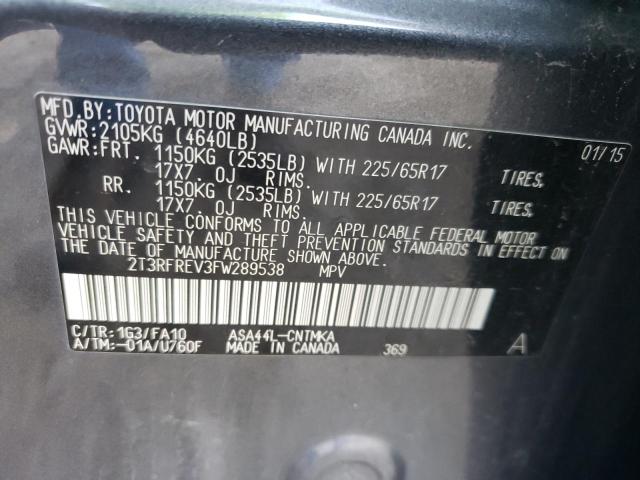 MFD.BY:TOYOTA MOTOR MANUFACTURING CANADA INC.
GVWR:2105KG (4640LB) 01/15
GAWR:FRT. 1150KG (2535LB) WITH 225/65R17 TIRES,
17X7. 0J RIMS.
RR. 1150KG (2535LB) WITH 225/65R17 TIRES,
17X7. 0J RIMS.
THIS VEHICLE CONFORMS TO ALL APPLICABLE FEDERAL MOTOR
VEHICLE SAFETY AND THEFT PREVENTION STANDARDS IN EFFECT ON
THE DATE OF MANUFACTURE SHOWN ABOVE.
2T3RFREV3FW289538 MPV
C/TR:1G3/FA10 ASA44L-CNTMKA
A/TM:-01A/U760F MADE IN CANADA 369 A